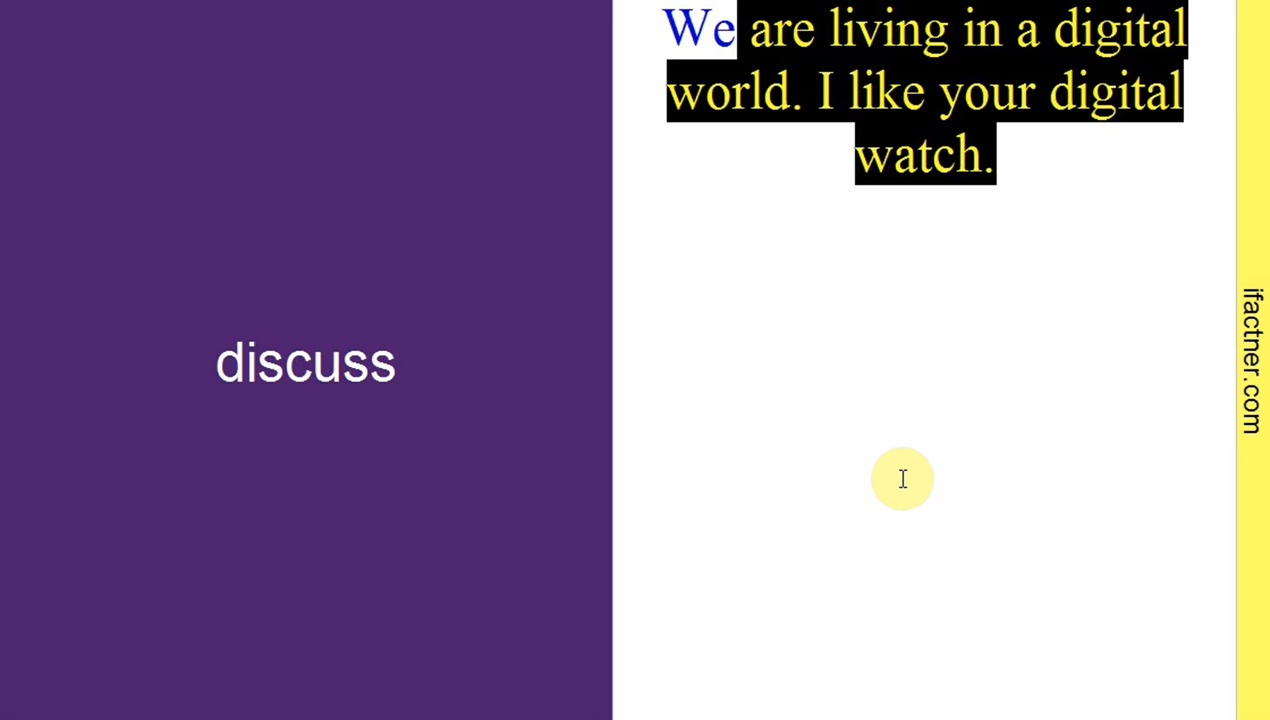 discuss
We are living in a digital
world. I like your digital
watch.
ifactner.com